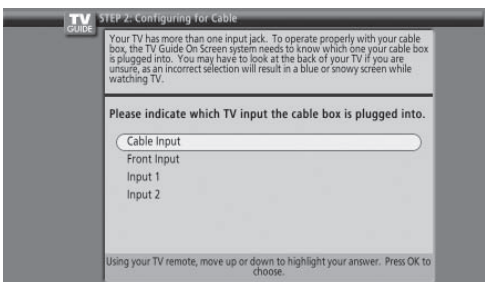 TV
GUIDE
STEP 2: Configuring for Cable
Your TV has more than one input jack. To operate properly with your cable
box, the TV Guide On Screen system needs to know which one your cable box
is plugged into. You may have to look at the back of your TV if you are
unsure, as an incorrect selection will result in a blue or snowy screen while
watching TV.
Please indicate which TV input the cable box is plugged into.
Cable Input
Front Input
Input 1
Input 2
Using your TV remote, move up or down to highlight your answer. Press OK to
choose.